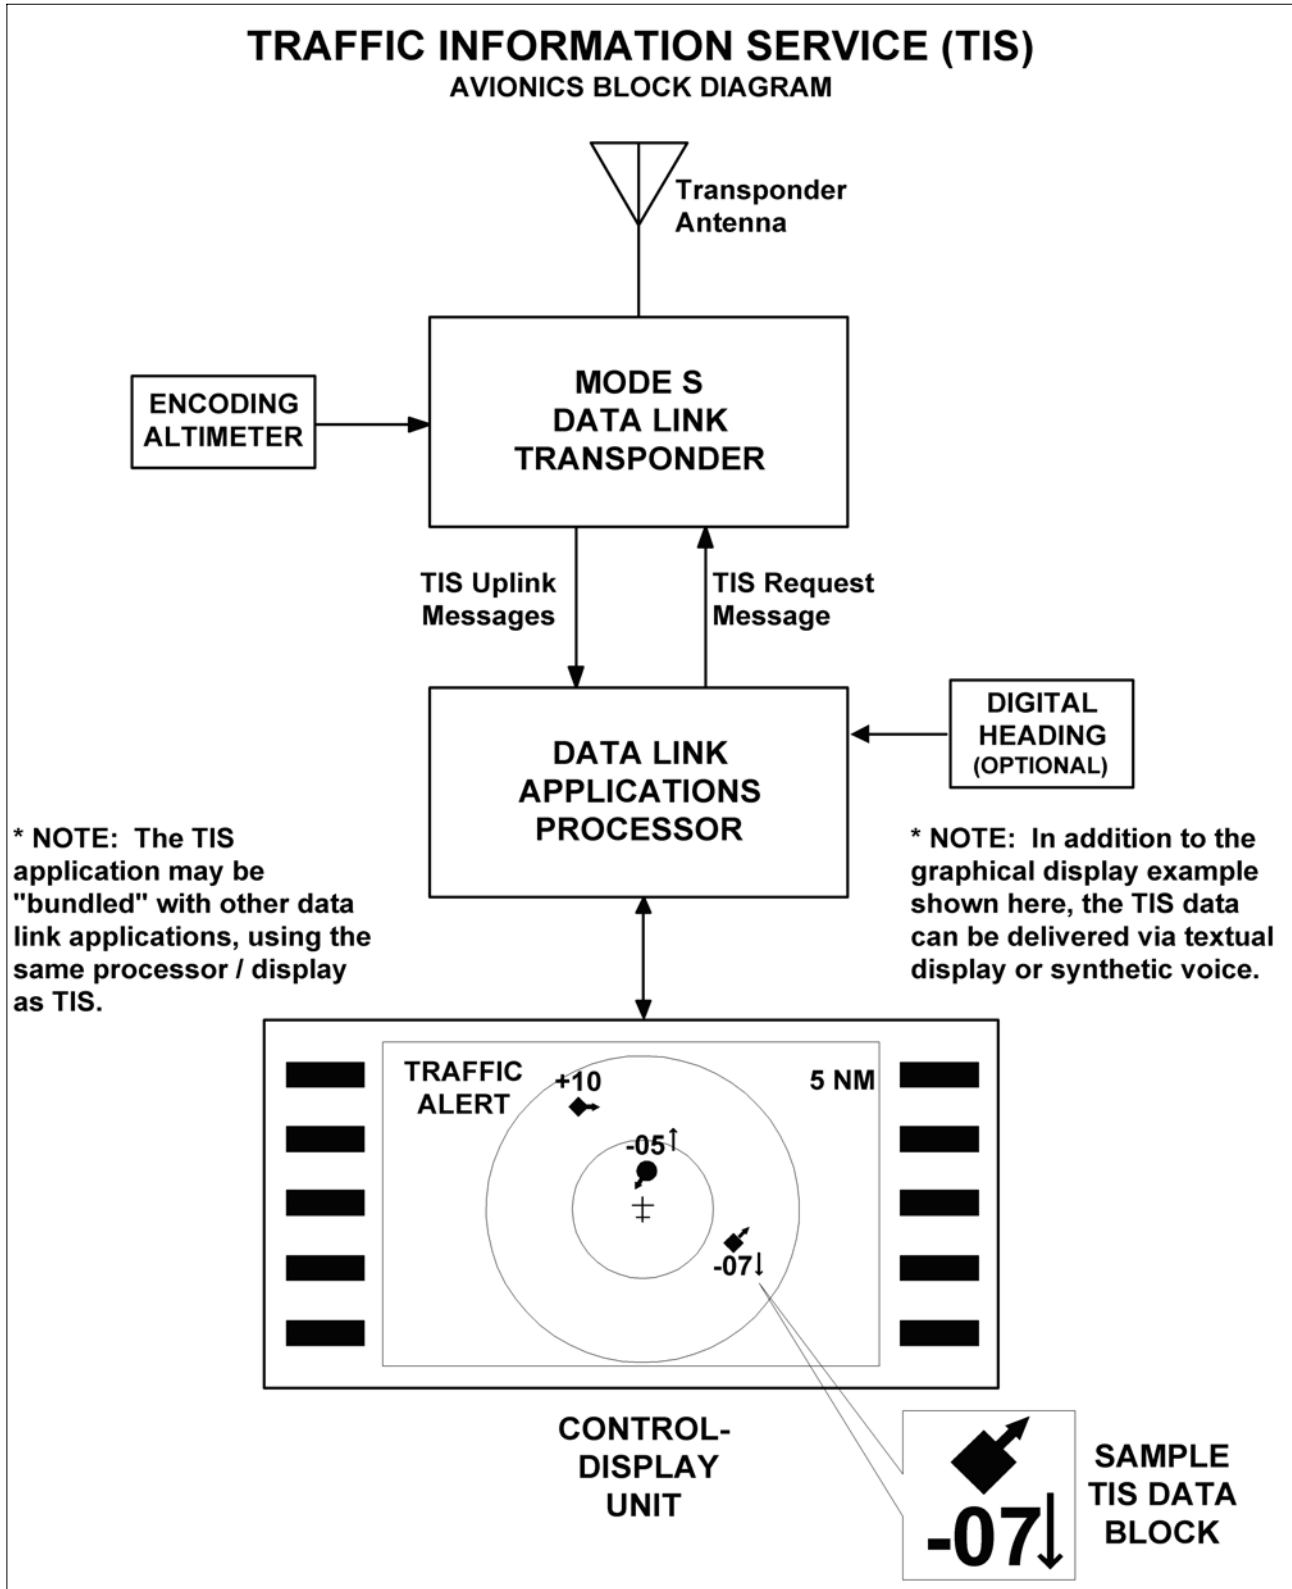 TRAFFIC INFORMATION SERVICE (TIS)
AVIONICS BLOCK DIAGRAM
Transponder
Antenna
MODE S
DATA LINK
TRANSPONDER
ENCODING
ALTIMETER
TIS Uplink
Messages
TIS Request
Message
DATA LINK
APPLICATIONS
PROCESSOR
DIGITAL
HEADING
(OPTIONAL)
* NOTE:  The TIS
application may be
"bundled" with other data
link applications, using the
same processor / display
as TIS.
* NOTE:  In addition to the
graphical display example
shown here, the TIS data
can be delivered via textual
display or synthetic voice.
TRAFFIC
ALERT
+10
5 NM
-05↑
-07↓
CONTROL-
DISPLAY
UNIT
-07↓
SAMPLE
TIS DATA
BLOCK